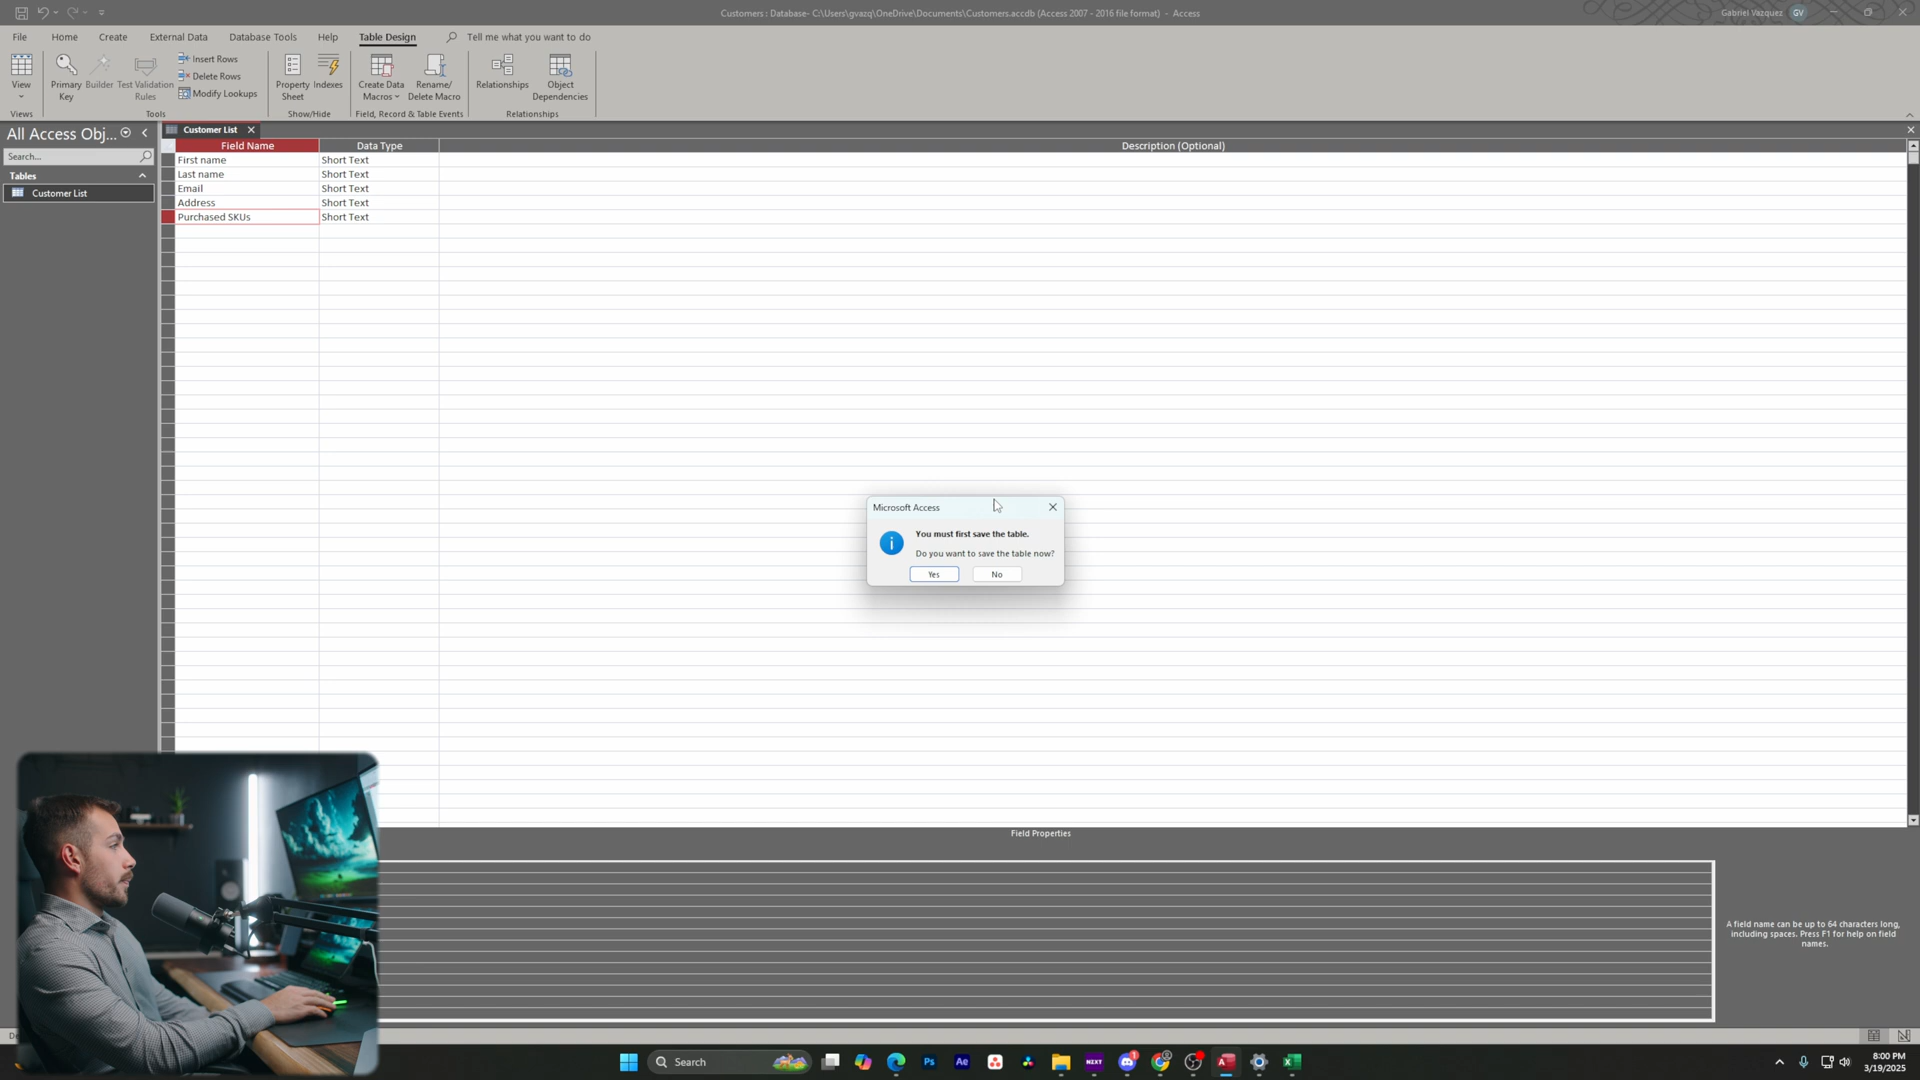 Customers : Database- C:\Users\gvazq\OneDrive\Documents\Customers.accdb (Access 2007 - 2016 file format) - Access
Gabriel Vazquez GV
File Home Create External Data Database Tools Help Table Design Tell me what you want to do
View
Primary Key
Builder
Test Validation Rules
Insert Rows
Delete Rows
Modify Lookups
Property Sheet
Indexes
Create Data Macros
Rename/ Delete Macro
Relationships
Object Dependencies
Views Tools Show/Hide Field, Record & Table Events Relationships
All Access Obj...
Search...
Tables
Customer List
Customer List
Field Name Data Type Description (Optional)
First name Short Text
Last name Short Text
Email Short Text
Address Short Text
Purchased SKUs Short Text
Microsoft Access
You must first save the table.
Do you want to save the table now?
Yes No
Field Properties
A field name can be up to 64 characters long,
including spaces. Press F1 for help on field
names.
Search
Ps
Ae
NEXT
8:00 PM
3/19/2025